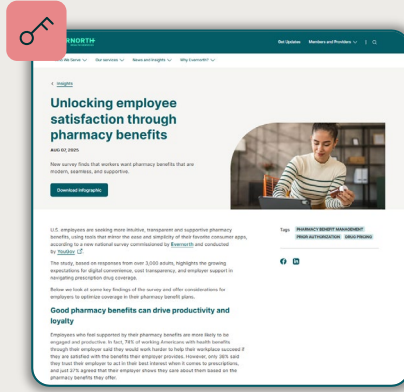 RNORTH
Get Updates Members and Providers
We Serve Our services News and Insights Why Evernorth?
Insights
Unlocking employee
satisfaction through
pharmacy benefits
AUG 07, 2025
New survey finds that workers want pharmacy benefits that are
modern, seamless, and supportive.
Download Infographic
U.S. employees are seeking more intuitive, transparent and supportive pharmacy
benefits, using tools that mirror the ease and simplicity of their favorite consumer apps,
according to a new national survey commissioned by Evernorth and conducted
by YouGov
Tags PHARMACY BENEFIT MANAGEMENT
PRIOR AUTHORIZATION DRUG PRICING
The study, based on responses from over 3,000 adults, highlights the growing
expectations for digital convenience, cost transparency, and employer support in
navigating prescription drug coverage.
Below we look at some key findings of the survey and offer considerations for
employers to optimize coverage in their pharmacy benefit plans.
Good pharmacy benefits can drive productivity and
loyalty
Employees who feel supported by their pharmacy benefits are more likely to be
engaged and productive. In fact, 78% of working Americans with health benefits
through their employer said they would work harder to help their workplace succeed if
they are satisfied with the benefits their employer provides. However, only 36% said
they trust their employer to act in their best interest when it comes to prescriptions,
and just 27% agreed that their employer shows they care about them based on the
pharmacy benefits they offer.